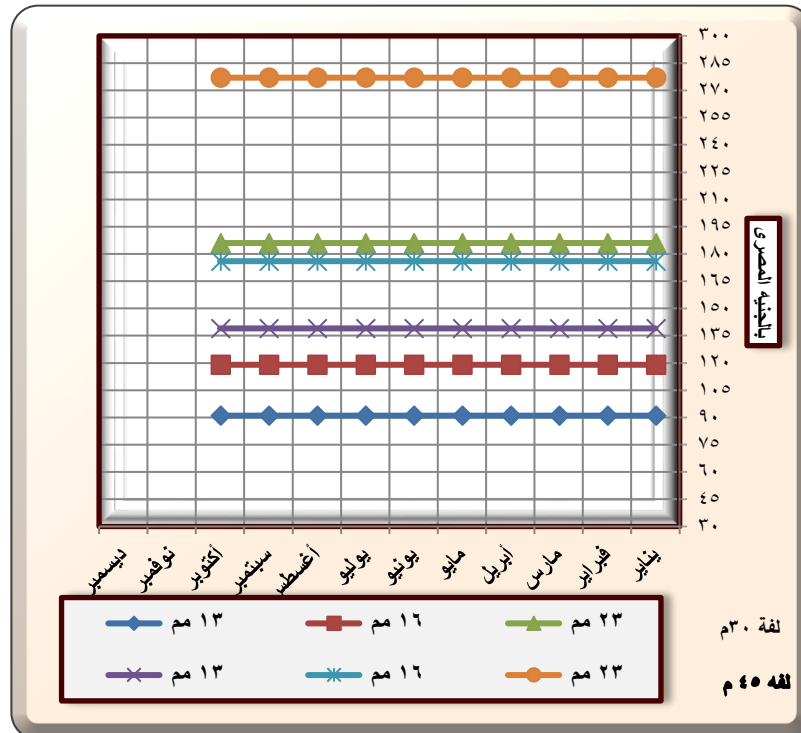 ٣٠٠
٢٨٥
٢٧٠
٢٥٥
٢٤٠
٢٢٥
٢١٠
١٩٥
١٨٠
١٦٥
١٥٠
١٣٥
١٢٠
١٠٥
٩٠
٧٥
٦٠
٤٥
٣٠
بالجنيه المصرى
يناير
فبراير
مارس
أبريل
مايو
يونيو
يوليو
أغسطس
سبتمبر
أكتوبر
نوفمبر
ديسمبر
لفة ٣٠م ٢٣ مم ١٦ مم ١٣ مم
لفه ٤٥ م ٢٣ مم ١٦ مم ١٣ مم